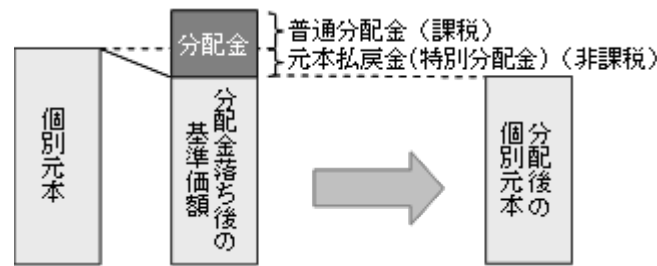 分配金
普通分配金（課税）
元本払戻金(特別分配金)（非課税）
個別元本
分配金落ち後の
基準価額
分配後の
個別元本